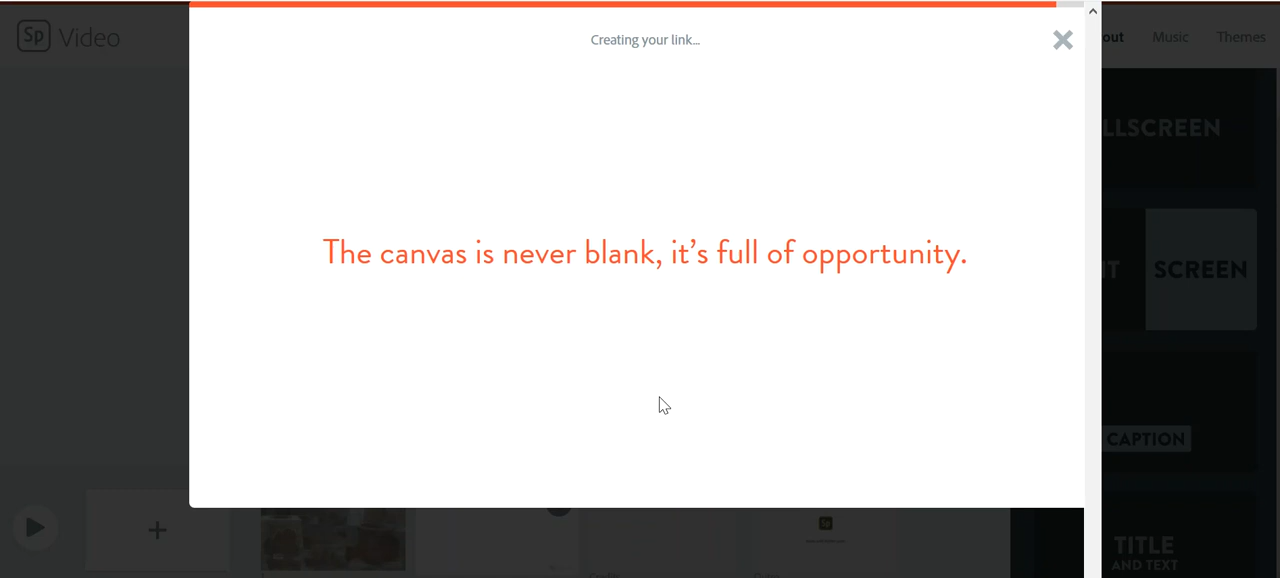 Sp Video
Creating your link...
out Music Themes
LLSCREEN
The canvas is never blank, it's full of opportunity.
IT SCREEN
CAPTION
TITLE
AND TEXT
Sp